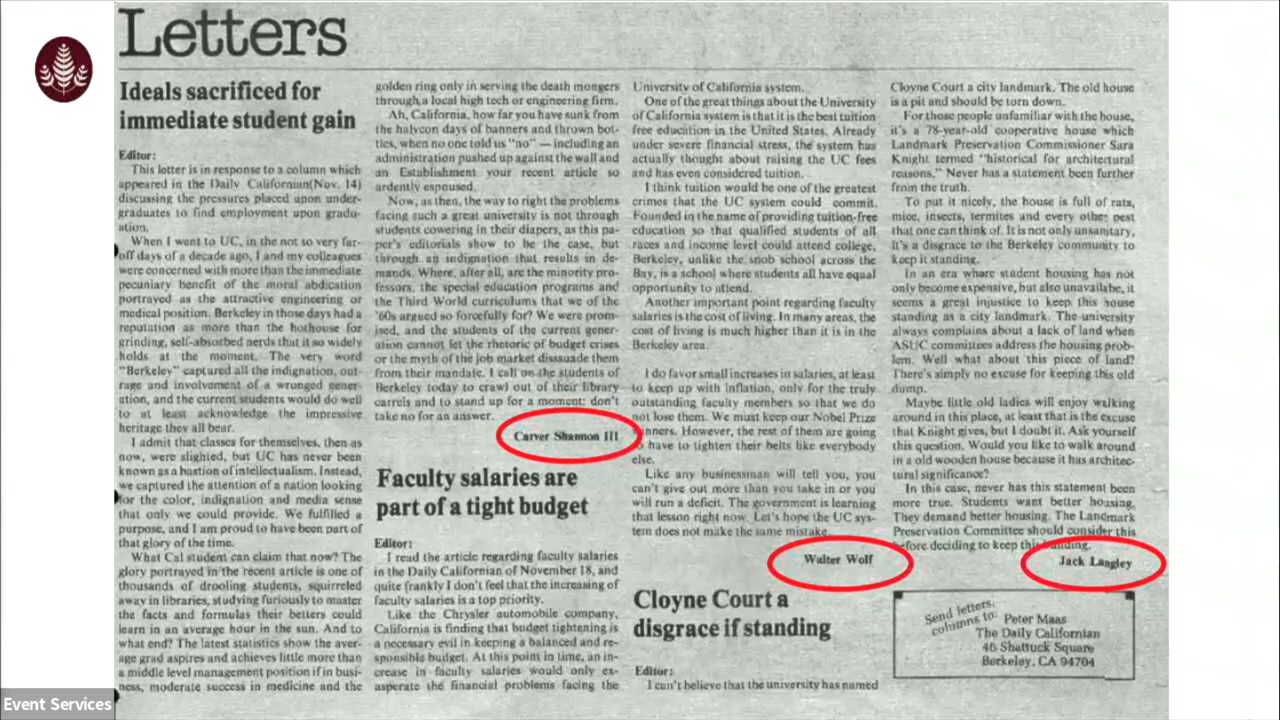 Letters
Ideals sacrificed for
immediate student gain
Editor:
This lotter is in response to a column which
appeared in the Daily Californian(Nov. 14)
discussing the pressures placed upon under-
graduates to find employment upon gradu-
ation.
When I went to UC, in the not so very far-
off days of a decade ago, I and my colleagues
were concerned with more than the immediate
pecuniary benefit of the moral abdication
portrayed as the attractive engineering or
medical position. Berkeley in those days had a
reputation as more than the hothouse for
grinding, self-absorbed nerds that it so widely
holds at the moment. The very word
"Berkeley" captured all the indignation, out-
rage and involvement of a wronged gener-
ation, and the current students would do well
to at least acknowledge the impressive
heritage they all bear.
I admit that classes for themselves, then as
now, were slighted, but UC has never been
known as a bastion of intellectualism. Instead,
we captured the attention of a nation looking
for the color, indignation and media sense
that only we could provide. We fulfilled a
purpose, and I am proud to have been part of
that glory of the time.
What Cal student can claim that now? The
glory portrayed in the recent article is one of
thousands of drooling students, squirreled
away in libraries, studying furiously to master
the facts and formulas their betters could
learn in an average hour in the sun. And to
what end? The latest statistics show the aver-
age grad aspires and achieves little more than
a middle level management position if in busi-
ness, moderate success in medicine and the
golden ring only in serving the death mongers
through a local high tech or engineering firm.
Ah, California, how far you have sunk from
the halycon days of banners and thrown bot-
tles, when no one told us "no" — including an
administration pushed up against the wall and
an Establishment your recent article so
ardently espoused.
Now, as then, the way to right the problems
facing such a great university is not through
students cowering in their diapers, as this pa-
per's editorials show to be the case, but
through an indignation that results in de-
mands. Where, after all, are the minority pro-
fessors, the special education programs and
the Third World curriculums that we of the
'60s argued so forcefully for? We were prom-
ised, and the students of the current gener-
ation cannot let the rhetoric of budget crises
or the myth of the job market disssuade them
from their mandate. I call on the students of
Berkeley today to crawl out of their library
carrels and to stand up for a moment: don't
take no for an answer.
Carver Shannon III
Faculty salaries are
part of a tight budget
Editor:
I read the article regarding faculty salaries
in the Daily Californian of November 18, and
quite frankly I don't feel that the increasing of
faculty salaries is a top priority.
Like the Chrysler automobile company,
California is finding that budget tightening is
a necessary evil in keeping a balanced and re-
sponsible budget. At this point in time, an in-
crease in faculty salaries would only ex-
asperate the financial problems facing the
University of California system.
One of the great things about the University
of California system is that it is the best tuition
free education in the United States. Already
under severe financial stress, the system has
actually thought about raising the UC fees
and has even considered tuition.
I think tuition would be one of the greatest
crimes that the UC system could commit.
Founded in the name of providing tuition-free
education so that qualified students of all
races and income level could attend college,
Berkeley, unlike the snob school across the
Bay, is a school where students all have equal
opportunity to attend.
Another important point regarding faculty
salaries is the cost of living. In many areas, the
cost of living is much higher than it is in the
Berkeley area.
I do favor small increases in salaries, at least
to keep up with inflation, only for the truly
outstanding faculty members so that we do
not lose them. We must keep our Nobel Prize
However, the rest of them are going
have to tighten their belts like everybody
else.
Like any businessman will tell you, you
can't give out more than you take in or you
will run a deficit. The government is learning
that lesson right now. Let's hope the UC sys-
tem does not make the same mistake.
Walter Wolf
Cloyne Court a
disgrace if standing
Editor:
I can't believe that the university has named
Cloyne Court a city landmark. The old house
is a pit and should be torn down.
For those people unfamiliar with the house,
it's a 78-year-old cooperative house which
Landmark Preservation Commissioner Sara
Knight termed "historical for architectural
reasons." Never has a statement been further
from the truth.
To put it nicely, the house is full of rats,
mice, insects, termites and every other pest
that one can think of. It is not only unsanitary,
it's a disgrace to the Berkeley community to
keep it standing.
In an era where student housing has not
only become expensive, but also unavailabe, it
seems a great injustice to keep this house
standing as a city landmark. The university
always complains about a lack of land when
ASUC committees address the housing prob-
lem. Well what about this piece of land?
There's simply no excuse for keeping this old
dump.
Maybe little old ladies will enjoy walking
around in this place, at least that is the excuse
that Knight gives, but I doubt it. Ask yourself
this question. Would you like to walk around
in a old wooden house because it has architec-
tural significance?
In this case, never has this statement been
more true. Students want better housing.
They demand better housing. The Landmark
Preservation Committee should consider this
before deciding to keep this
Jack Langley
Send letters,
columns to:
Peter Maas
The Daily Californian
46 Shattuck Square
Berkeley, CA 94704
Event Services